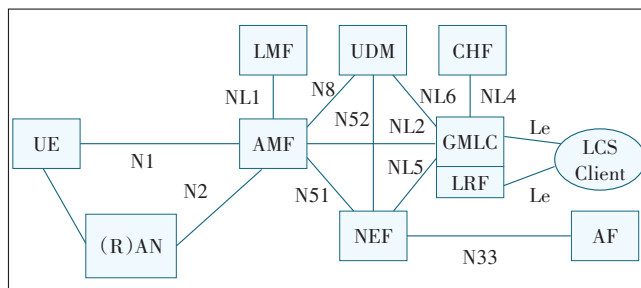 LMF
UDM
CHF
NL1
N8
N52
NL6
NL4
UE
N1
AMF
NL2
GMLC
LRF
Le
LCS
Client
N2
N51
NL5
Le
(R)AN
NEF
N33
AF